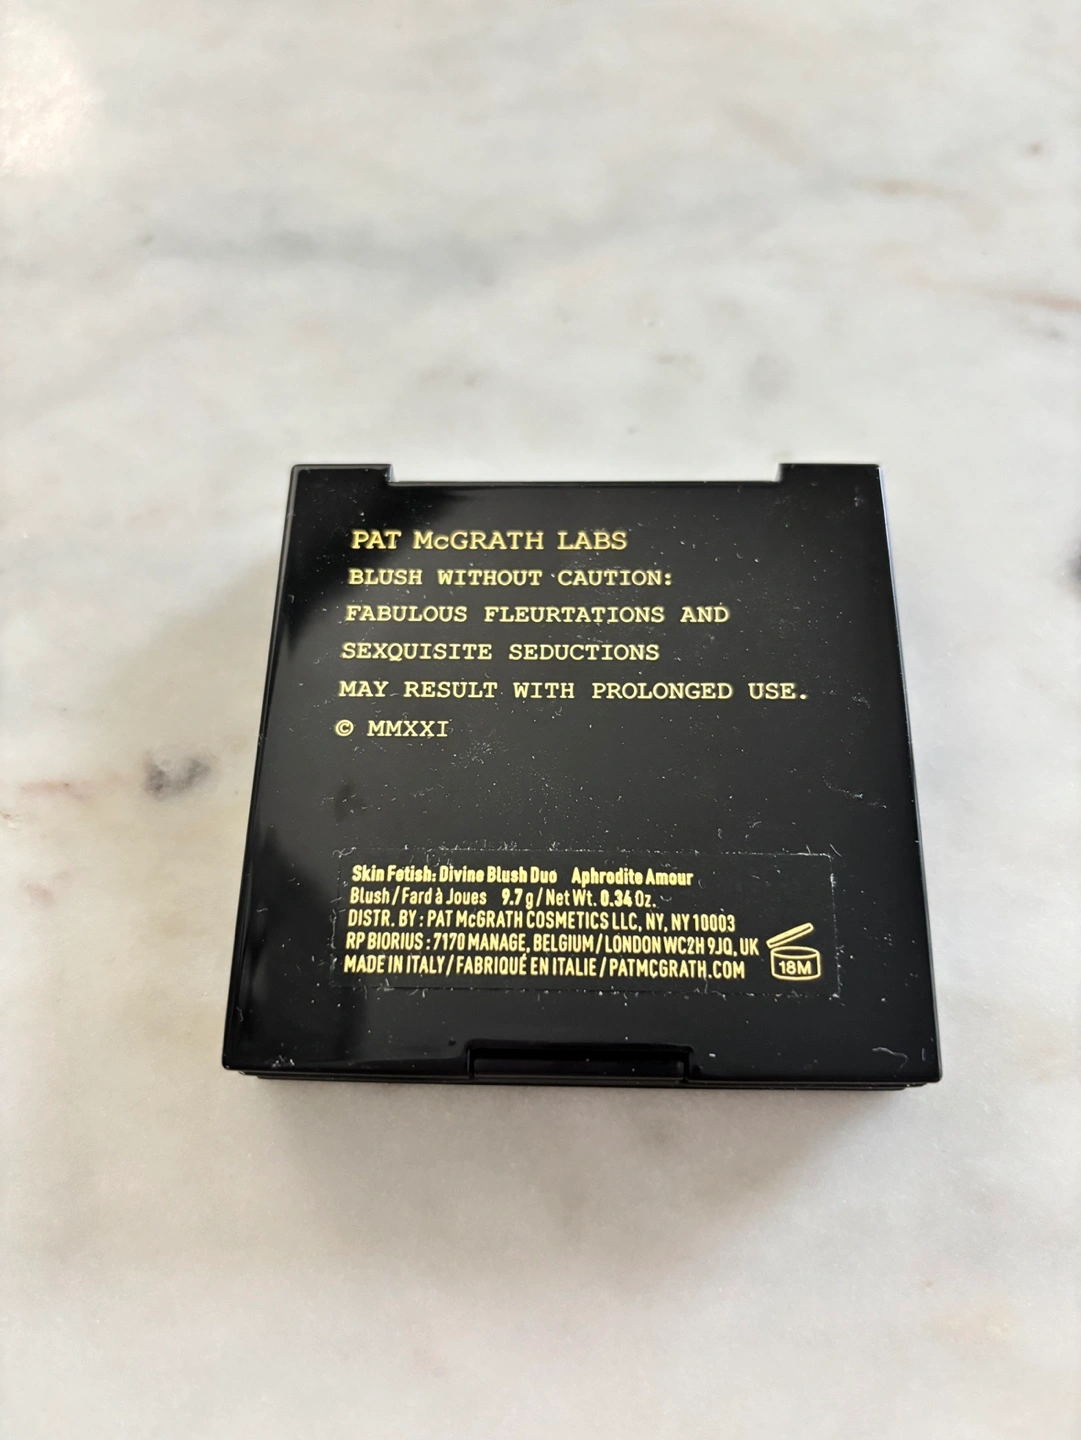 PAT McGRATH LABS
BLUSH WITHOUT CAUTION:
FABULOUS FLEURTATIONS AND
SEXQUISITE SEDUCTIONS
MAY RESULT WITH PROLONGED USE.
© MMXXI
Skin Fetish: Divine Blush Duo Aphrodite Amour
Blush / Fard à Joues 9.7 g / Net Wt. 0.34 Oz.
DISTR. BY : PAT McGRATH COSMETICS LLC, NY, NY 10003
RP BIORIUS : 7170 MANAGE, BELGIUM / LONDON WC2H 9JQ, UK
MADE IN ITALY / FABRIQUÉ EN ITALIE / PATMCGRATH.COM
18M